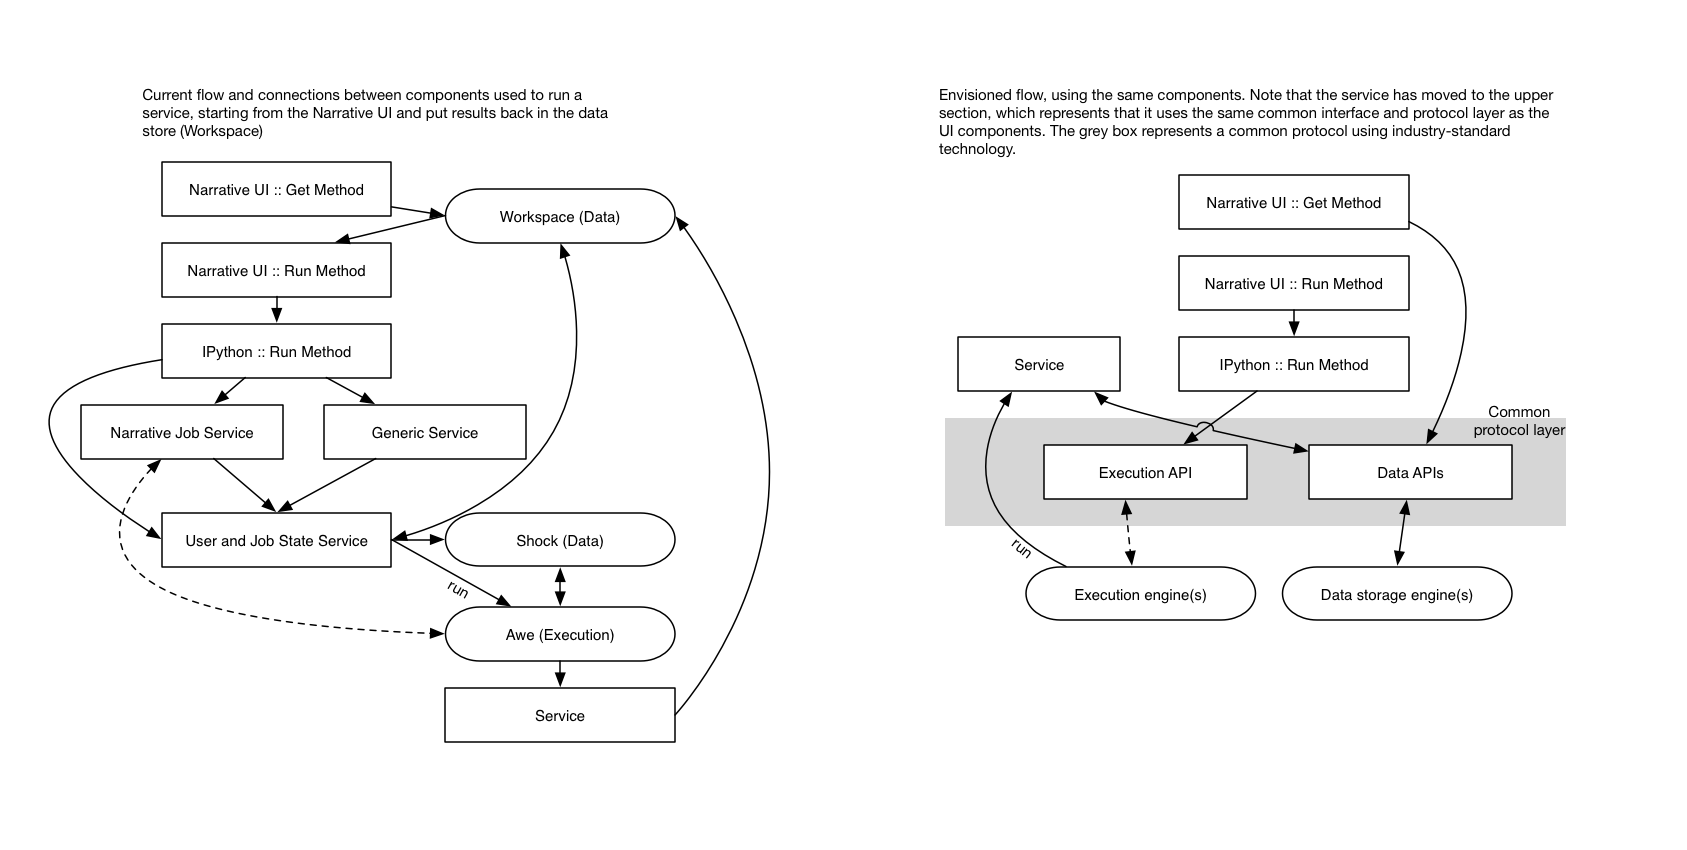 Current flow and connections between components used to run a
service, starting from the Narrative UI and put results back in the data
store (Workspace)
Narrative UI :: Get Method
Workspace (Data)
Narrative UI :: Run Method
IPython :: Run Method
Narrative Job Service
Generic Service
User and Job State Service
Shock (Data)
run
Awe (Execution)
Service
Envisioned flow, using the same components. Note that the service has moved to the upper
section, which represents that it uses the same common interface and protocol layer as the
UI components. The grey box represents a common protocol using industry-standard
technology.
Narrative UI :: Get Method
Narrative UI :: Run Method
Service
IPython :: Run Method
Common
protocol layer
Execution API
Data APIs
run
Execution engine(s)
Data storage engine(s)